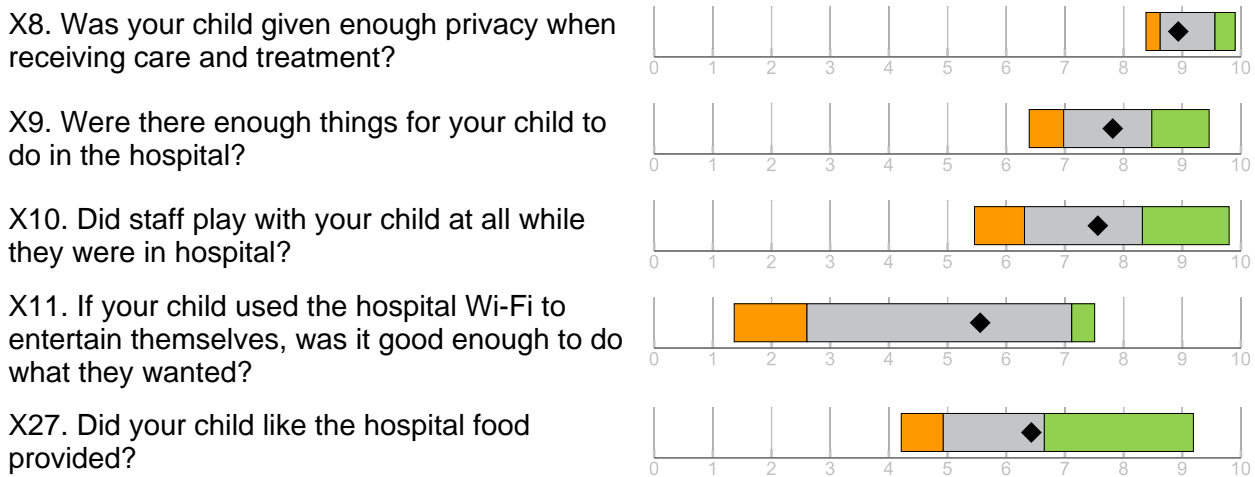 X8. Was your child given enough privacy when
receiving care and treatment?
0 1 2 3 4 5 6 7 8 9 10
X9. Were there enough things for your child to
do in the hospital?
0 1 2 3 4 5 6 7 8 9 10
X10. Did staff play with your child at all while
they were in hospital?
0 1 2 3 4 5 6 7 8 9 10
X11. If your child used the hospital Wi-Fi to
entertain themselves, was it good enough to do
what they wanted?
0 1 2 3 4 5 6 7 8 9 10
X27. Did your child like the hospital food
provided?
0 1 2 3 4 5 6 7 8 9 10